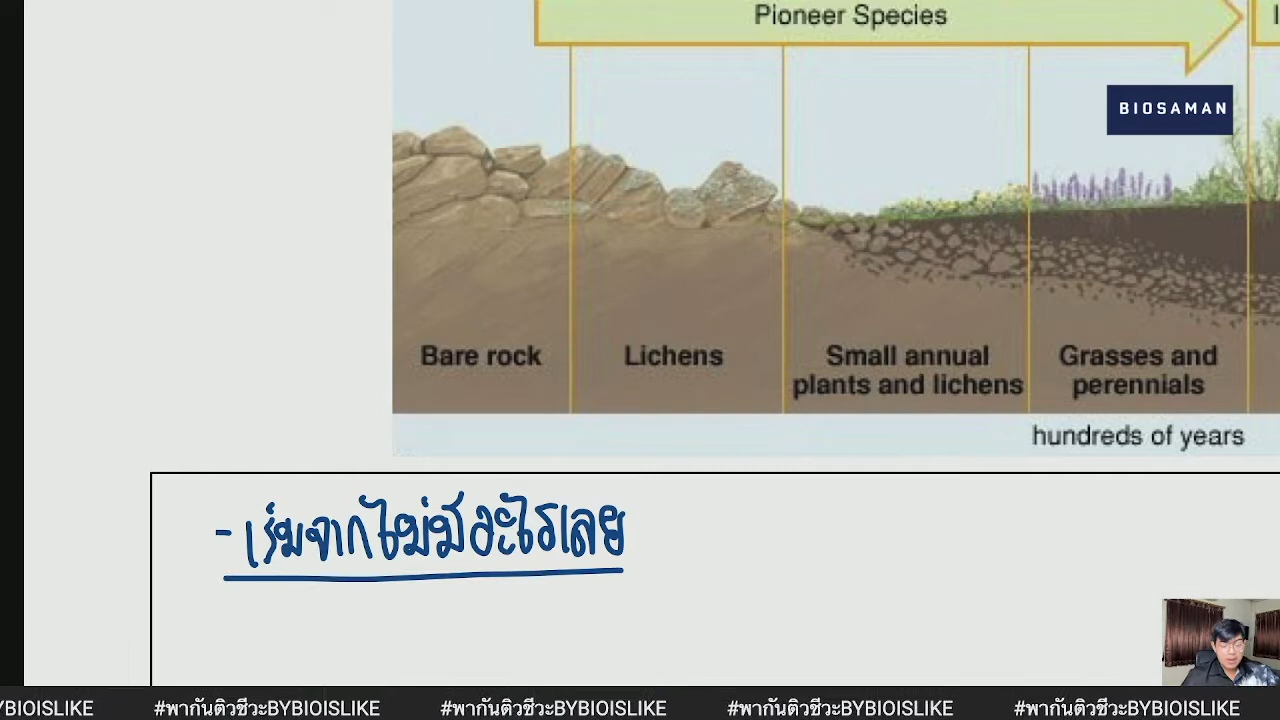 Pioneer Species
BIOSAMAN
Bare rock
Lichens
Small annual
plants and lichens
Grasses and
perennials
hundreds of years
- เริ่มจากไม่มีอะไรเลย
YBIOISLIKE #พากันติวชีวะBYBIOISLIKE #พากันติวชีวะBYBIOISLIKE #พากันติวชีวะBYBIOISLIKE #พากันติวชีวะBYBIOISLIKE